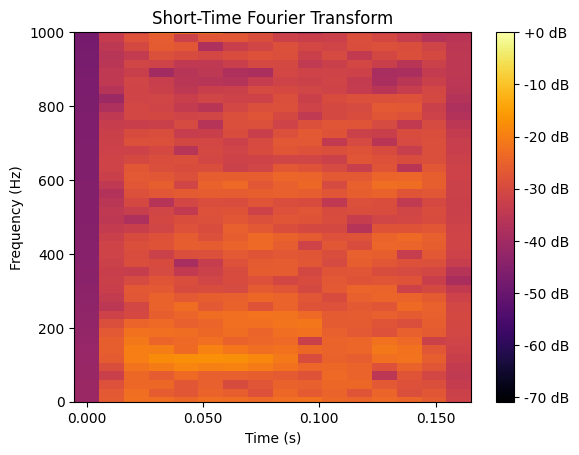 Short-Time Fourier Transform
1000
800
600
400
200
0
Frequency (Hz)
0.000
0.050
0.100
0.150
Time (s)
+0 dB
-10 dB
-20 dB
-30 dB
-40 dB
-50 dB
-60 dB
-70 dB